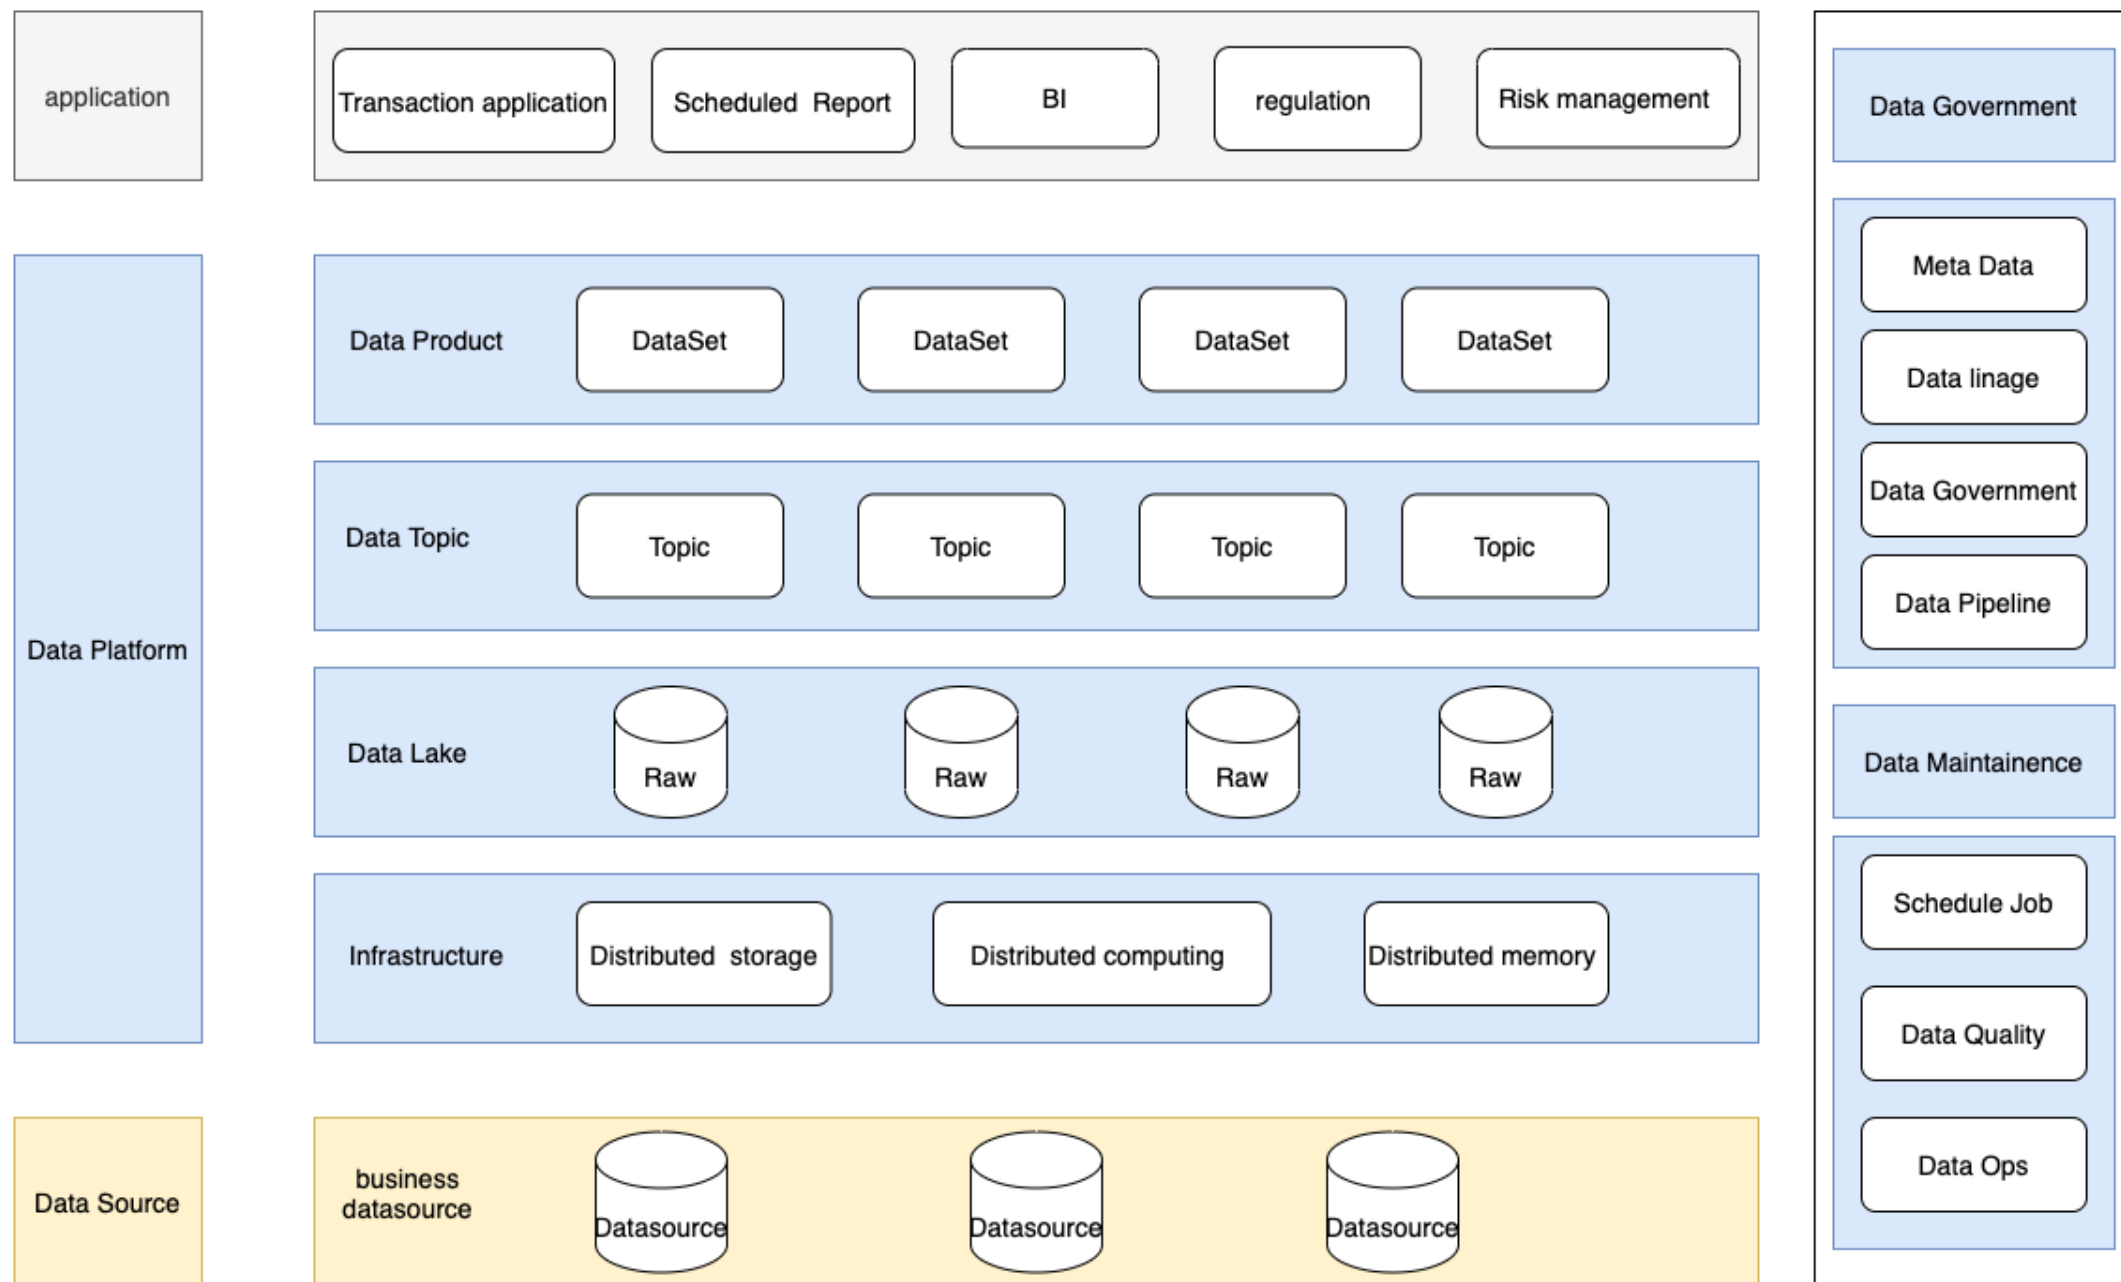 application
Transaction application
Scheduled  Report
BI
regulation
Risk management
Data Platform
Data Product
DataSet
DataSet
DataSet
DataSet
Data Topic
Topic
Topic
Topic
Topic
Data Lake
Raw
Raw
Raw
Raw
Infrastructure
Distributed  storage
Distributed computing
Distributed memory
Data Source
business
datasource
Datasource
Datasource
Datasource
Data Government
Meta Data
Data linage
Data Government
Data Pipeline
Data Maintainence
Schedule Job
Data Quality
Data Ops